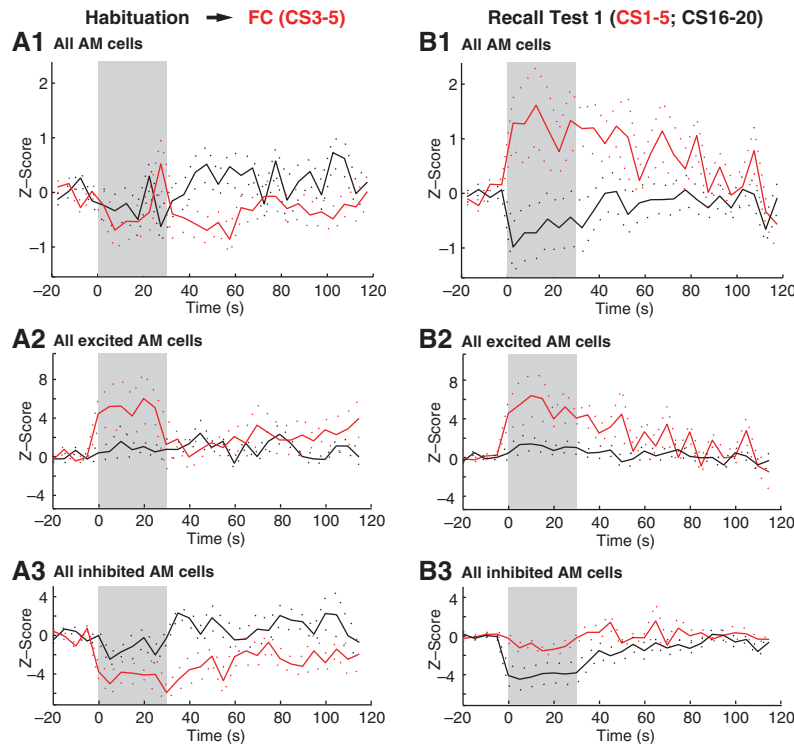 Habituation → FC (CS3-5)
Recall Test 1 (CS1-5; CS16-20)
A1 All AM cells
Z–Score
2
1
0
–1
–20 0 20 40 60 80 100 120
Time (s)
B1 All AM cells
Z–Score
2
1
0
–1
–20 0 20 40 60 80 100 120
Time (s)
A2 All excited AM cells
Z–Score
8
4
0
–4
–20 0 20 40 60 80 100 120
Time (s)
B2 All excited AM cells
Z–Score
8
4
0
–4
–20 0 20 40 60 80 100 120
Time (s)
A3 All inhibited AM cells
Z–Score
4
0
–4
–20 0 20 40 60 80 100 120
Time (s)
B3 All inhibited AM cells
Z–Score
4
0
–4
–20 0 20 40 60 80 100 120
Time (s)